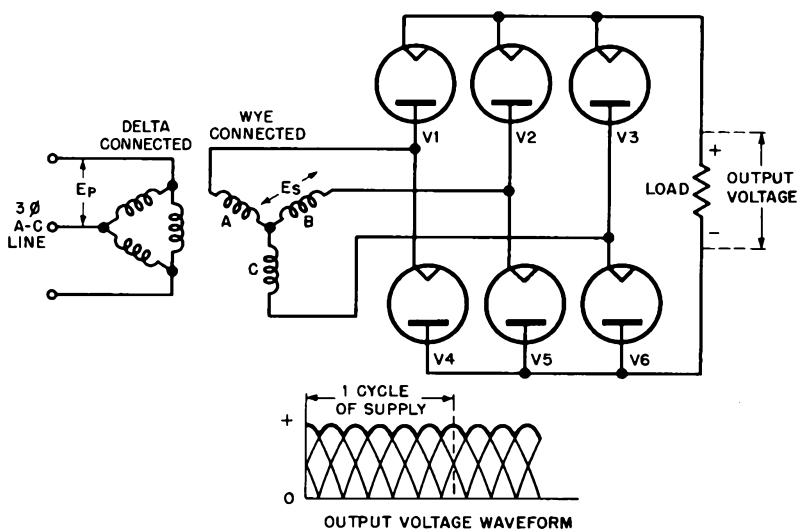 DELTA
CONNECTED
WYE
CONNECTED
V1
V2
V3
EP
3 Ø
A-C
LINE
A
ES
B
C
LOAD
+
-
OUTPUT
VOLTAGE
V4
V5
V6
1 CYCLE
OF SUPPLY
+
0
OUTPUT VOLTAGE WAVEFORM